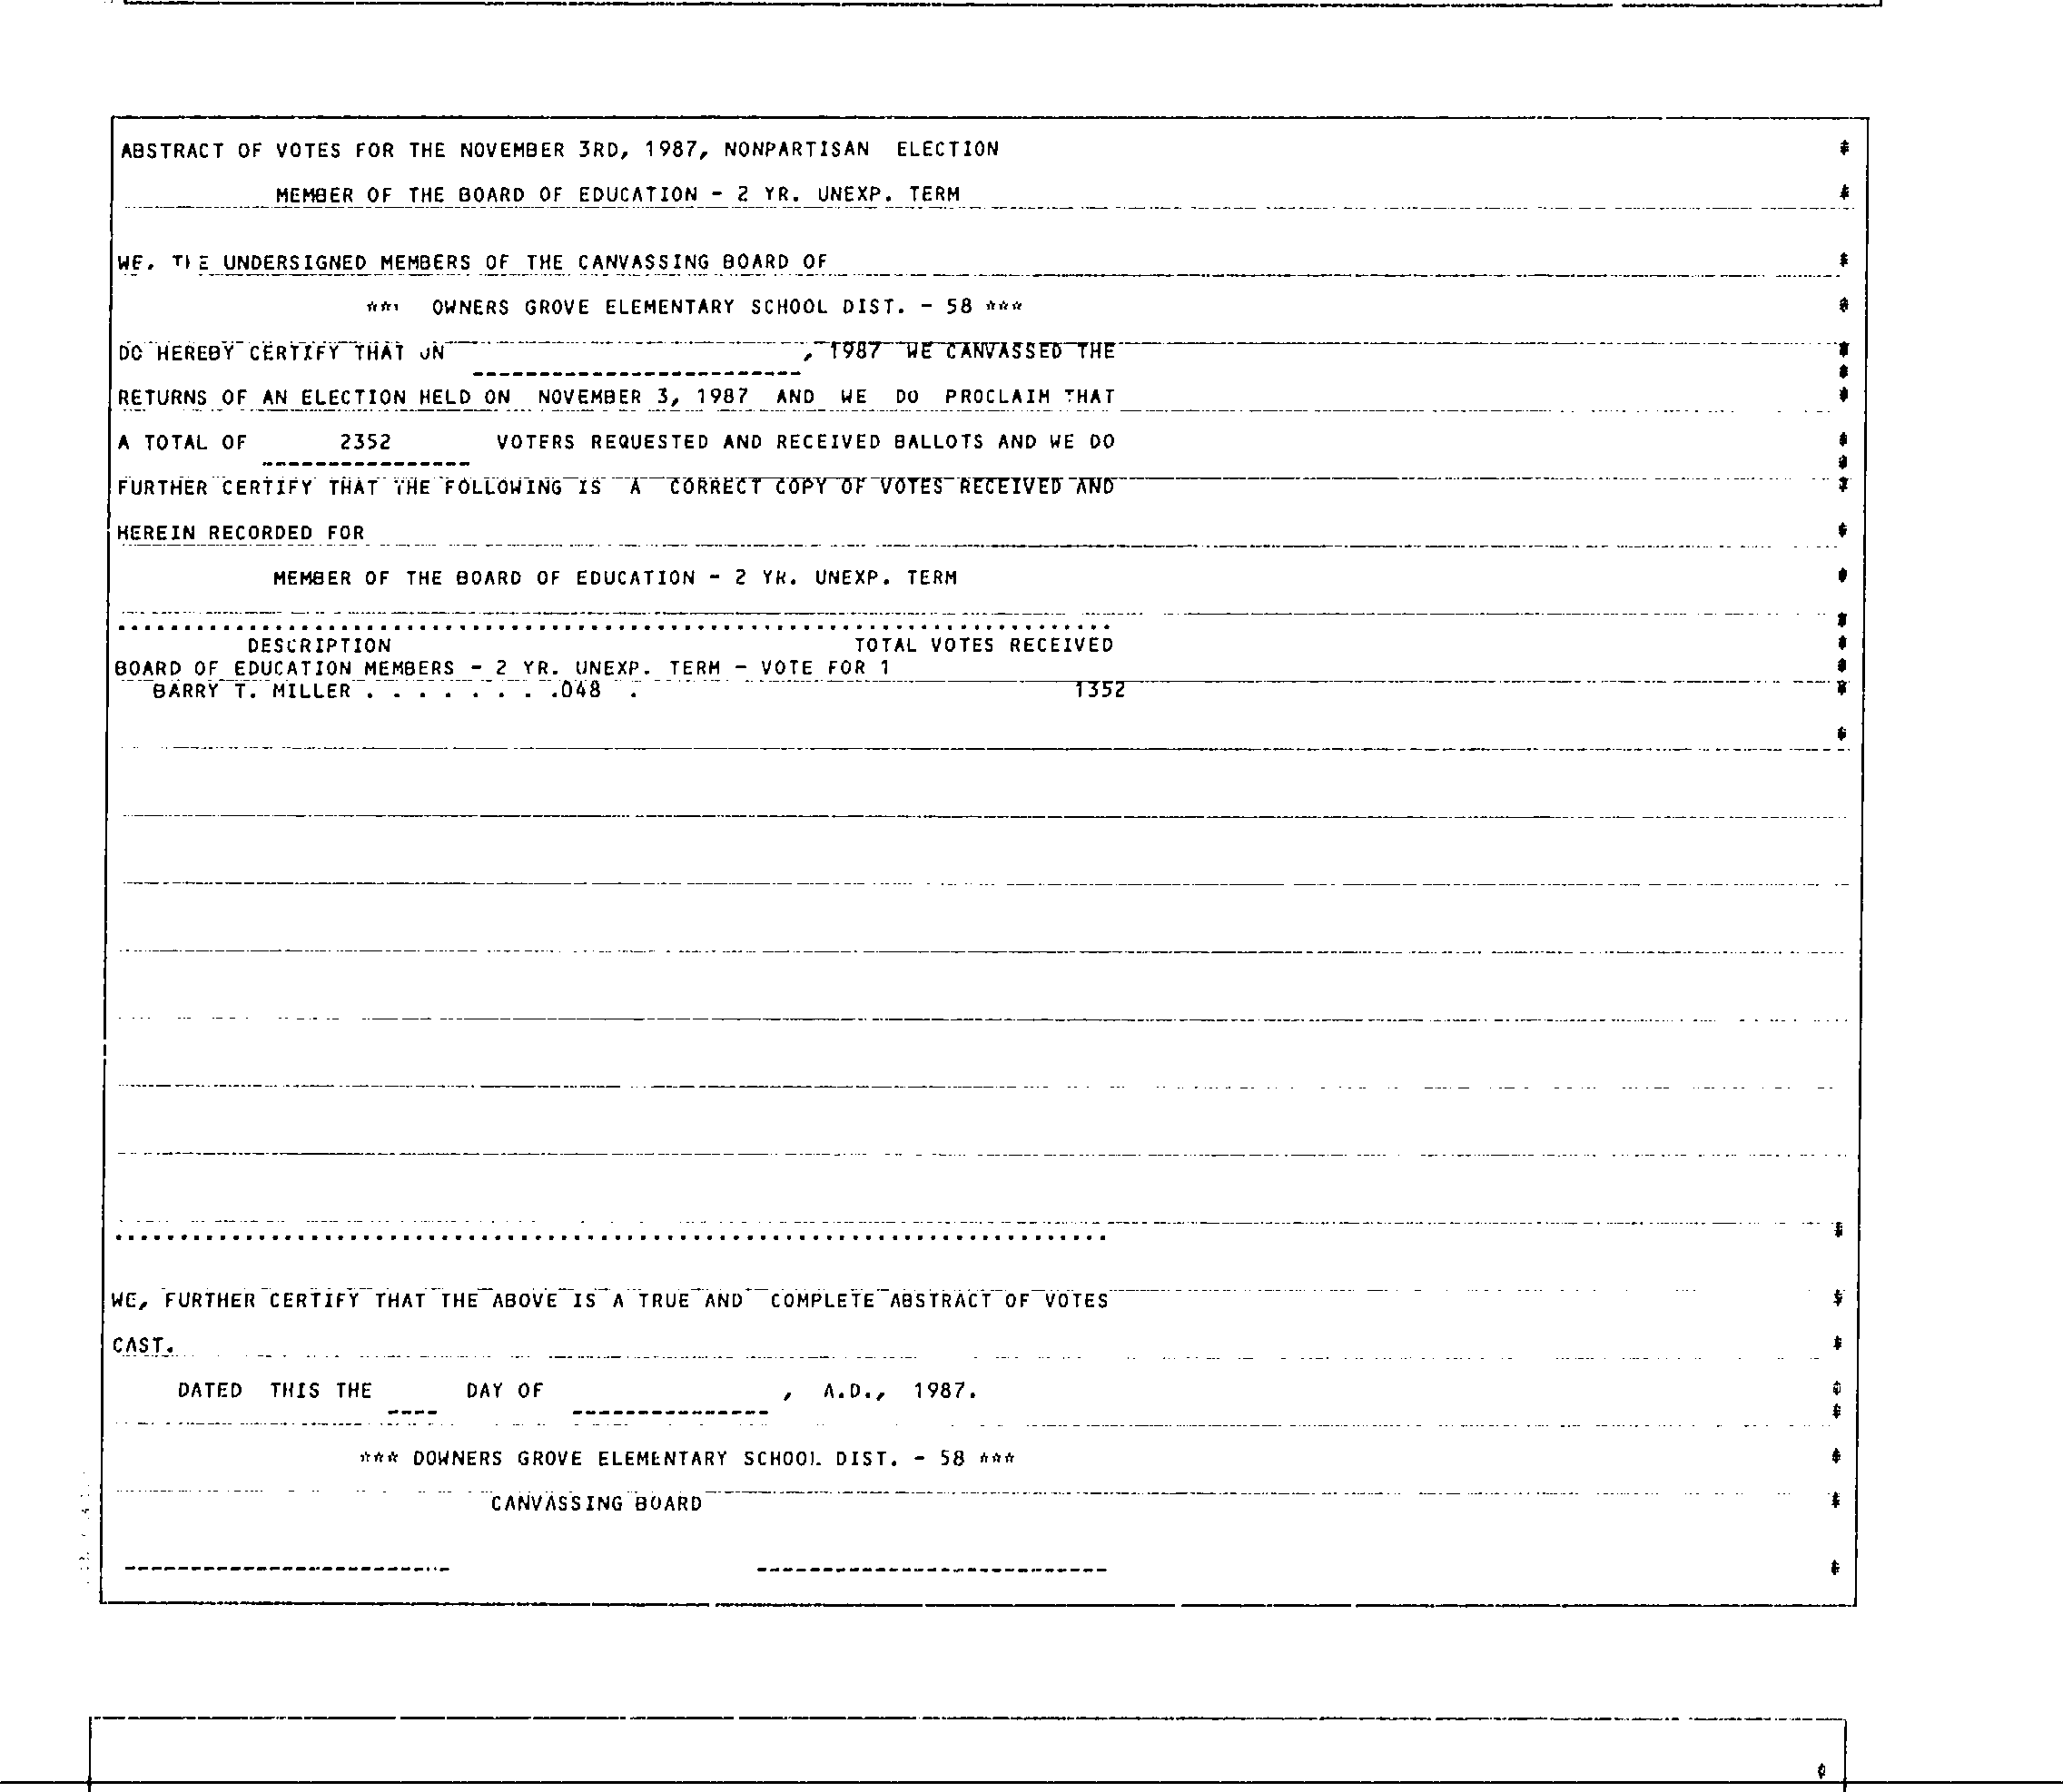 ABSTRACT OF VOTES FOR THE NOVEMBER 3RD, 1987, NONPARTISAN ELECTION
MEMBER OF THE BOARD OF EDUCATION - 2 YR. UNEXP. TERM
WE, THE UNDERSIGNED MEMBERS OF THE CANVASSING BOARD OF
*** OWNERS GROVE ELEMENTARY SCHOOL DIST. - 58 ***
DO HEREBY CERTIFY THAT ON , 1987 WE CANVASSED THE
RETURNS OF AN ELECTION HELD ON NOVEMBER 3, 1987 AND WE DO PROCLAIM THAT
A TOTAL OF 2352 VOTERS REQUESTED AND RECEIVED BALLOTS AND WE DO
FURTHER CERTIFY THAT THE FOLLOWING IS A CORRECT COPY OF VOTES RECEIVED AND
HEREIN RECORDED FOR
MEMBER OF THE BOARD OF EDUCATION - 2 YR. UNEXP. TERM
DESCRIPTION TOTAL VOTES RECEIVED
BOARD OF EDUCATION MEMBERS - 2 YR. UNEXP. TERM - VOTE FOR 1
BARRY T. MILLER . . . . . . . .048 . 1352
WE, FURTHER CERTIFY THAT THE ABOVE IS A TRUE AND COMPLETE ABSTRACT OF VOTES
CAST.
DATED THIS THE ---- DAY OF --------------- , A.D., 1987.
*** DOWNERS GROVE ELEMENTARY SCHOOL DIST. - 58 ***
CANVASSING BOARD